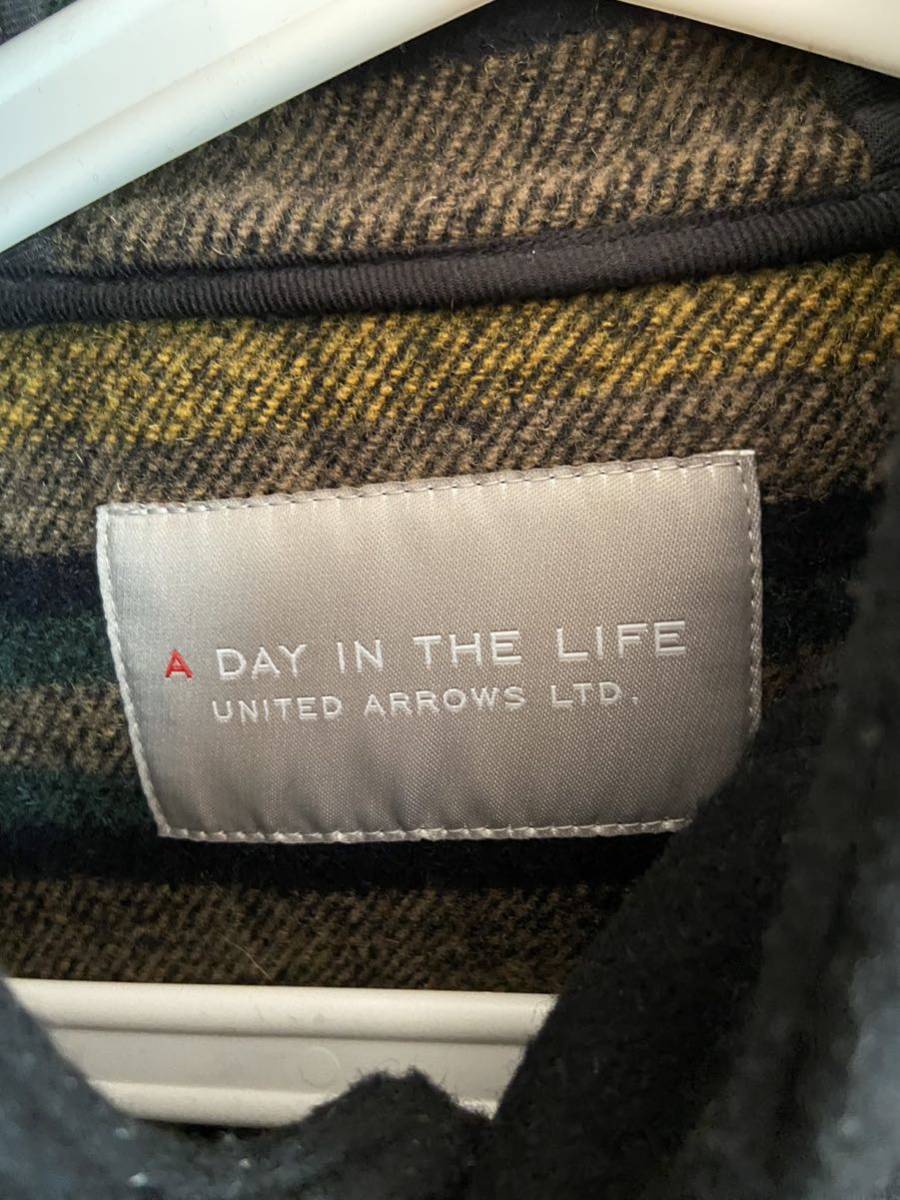 A DAY IN THE LIFE
UNITED ARROWS LTD.